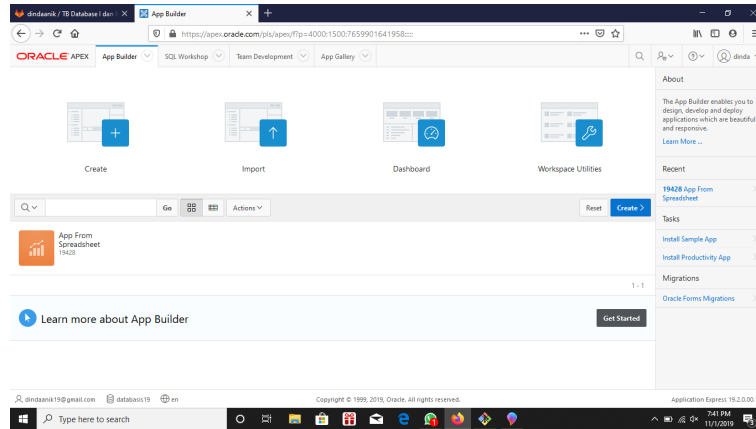 dindaanik / TB Database I dan
App Builder
https://apex.oracle.com/pls/apex/f?p=4000:1500:7659901641958:::::
ORACLE APEX App Builder SQL Workshop Team Development App Gallery dinda
About
The App Builder enables you to
design, develop and deploy
applications which are beautiful
and responsive.
Learn More ...
Create Import Dashboard Workspace Utilities
Recent
19428 App From
Spreadsheet
Go Actions Reset Create >
Tasks
App From
Spreadsheet
19428
Install Sample App
Install Productivity App
Migrations
1 - 1
Oracle Forms Migrations
Learn more about App Builder Get Started
dindaanik19@gmail.com databasis19 en Copyright © 1999, 2019, Oracle. All rights reserved. Application Express 19.2.0.00.
Type here to search
7:41 PM
11/1/2019